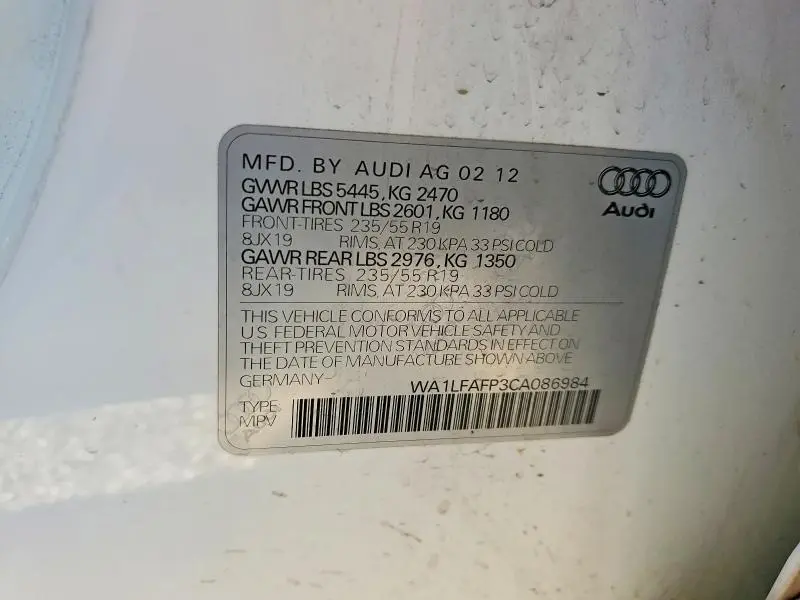 MFD. BY AUDI AG 02 12
GVWR LBS 5445, KG 2470
GAWR FRONT LBS 2601, KG 1180
FRONT-TIRES 235/55 R19
8JX19 RIMS, AT 230 KPA 33 PSI COLD
GAWR REAR LBS 2976, KG 1350
REAR-TIRES 235/55 R19
8JX19 RIMS, AT 230 KPA 33 PSI COLD
Audi
THIS VEHICLE CONFORMS TO ALL APPLICABLE
U.S. FEDERAL MOTOR VEHICLE SAFETY AND
THEFT PREVENTION STANDARDS IN EFFECT ON
THE DATE OF MANUFACTURE SHOWN ABOVE
GERMANY WA1LFAFP3CA086984
TYPE
MPV